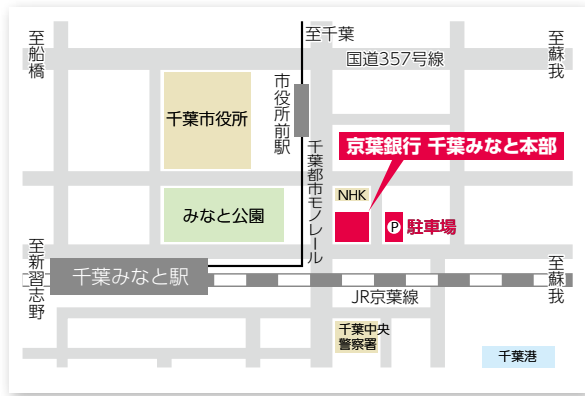 至船橋
至千葉
国道357号線
至蘇我
千葉市役所
市役所前駅
千葉都市モノレール
京葉銀行 千葉みなと本部
NHK
みなと公園
P 駐車場
至新習志野
千葉みなと駅
JR京葉線
至蘇我
千葉中央
警察署
千葉港